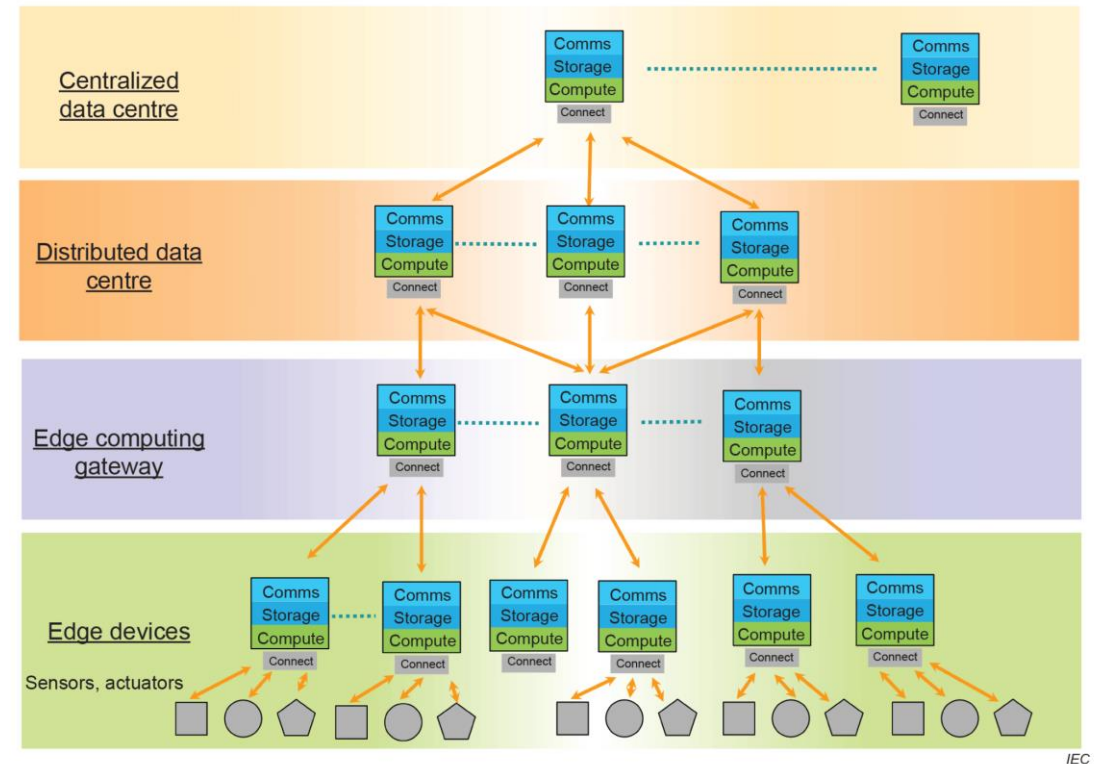 Centralized
data centre
Comms
Storage
Compute
Connect
Comms
Storage
Compute
Connect
Distributed data
centre
Comms
Storage
Compute
Connect
Comms
Storage
Compute
Connect
Comms
Storage
Compute
Connect
Edge computing
gateway
Comms
Storage
Compute
Connect
Comms
Storage
Compute
Connect
Comms
Storage
Compute
Connect
Edge devices
Sensors, actuators
Comms
Storage
Compute
Connect
Comms
Storage
Compute
Connect
Comms
Storage
Compute
Connect
Comms
Storage
Compute
Connect
Comms
Storage
Compute
Connect
Comms
Storage
Compute
Connect
IEC